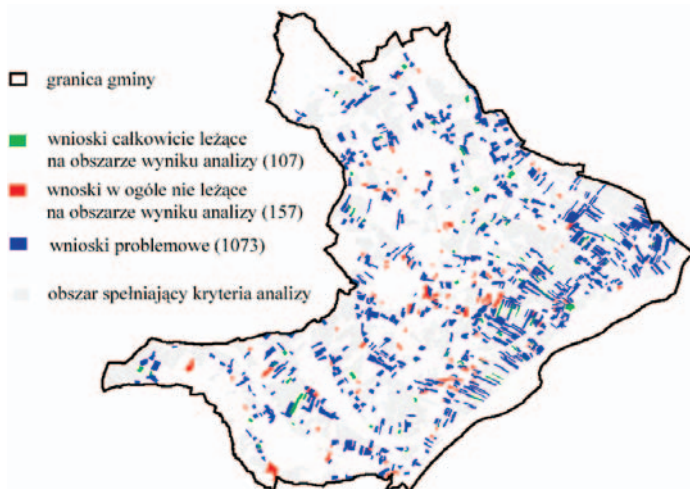 granica gminy
wnioski całkowicie leżące
na obszarze wyniku analizy (107)
wnoski w ogóle nie leżące
na obszarze wyniku analizy (157)
wnioski problemowe (1073)
obszar spełniający kryteria analizy